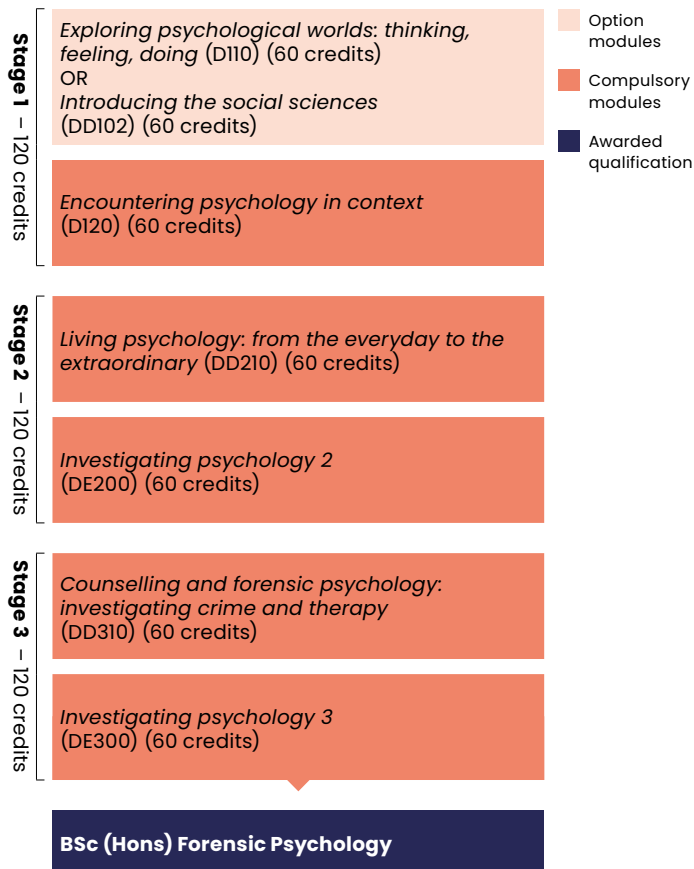 Stage 1 – 120 credits
Exploring psychological worlds: thinking,
feeling, doing (D110) (60 credits)
OR
Introducing the social sciences
(DD102) (60 credits)
Encountering psychology in context
(D120) (60 credits)
Stage 2 – 120 credits
Living psychology: from the everyday to the
extraordinary (DD210) (60 credits)
Investigating psychology 2
(DE200) (60 credits)
Stage 3 – 120 credits
Counselling and forensic psychology:
investigating crime and therapy
(DD310) (60 credits)
Investigating psychology 3
(DE300) (60 credits)
BSc (Hons) Forensic Psychology
Option
modules
Compulsory
modules
Awarded
qualification